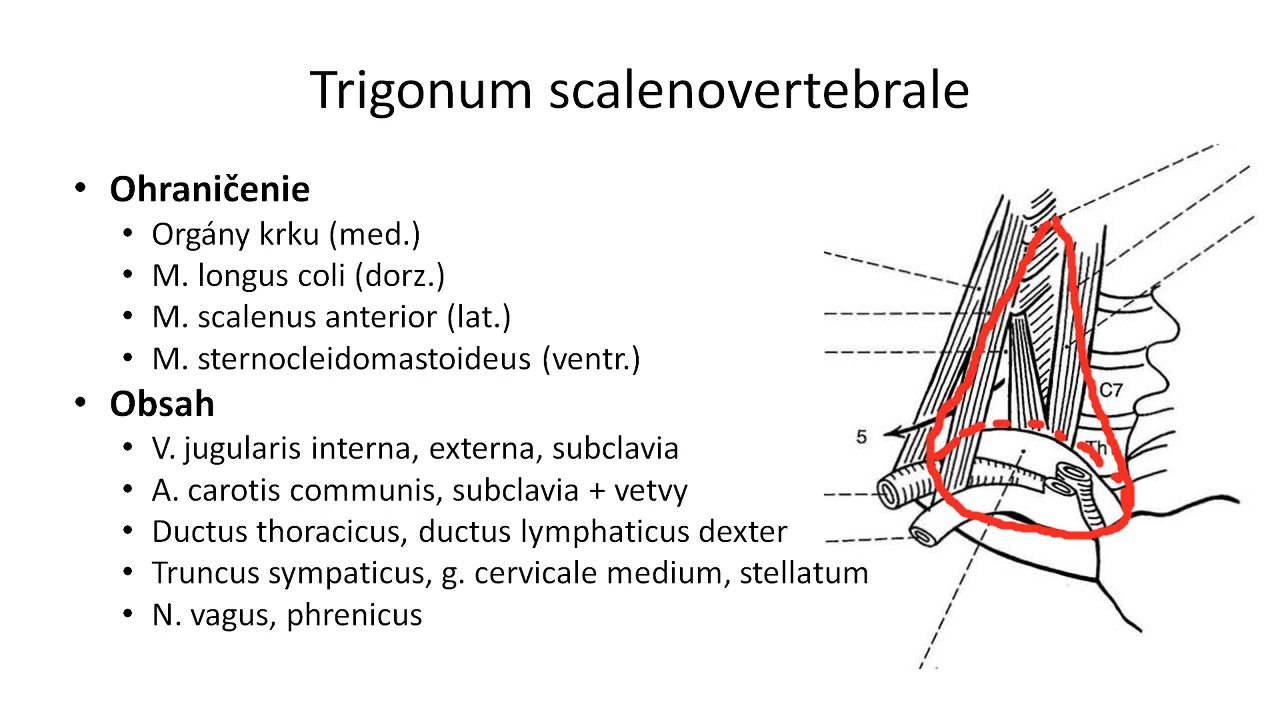 Trigonum scalenovertebrale
• Ohraničenie
• Orgány krku (med.)
• M. longus coli (dorz.)
• M. scalenus anterior (lat.)
• M. sternocleidomastoideus (ventr.)
• Obsah
• V. jugularis interna, externa, subclavia
• A. carotis communis, subclavia + vetvy
• Ductus thoracicus, ductus lymphaticus dexter
• Truncus sympaticus, g. cervicale medium, stellatum
• N. vagus, phrenicus
C7
5
Th